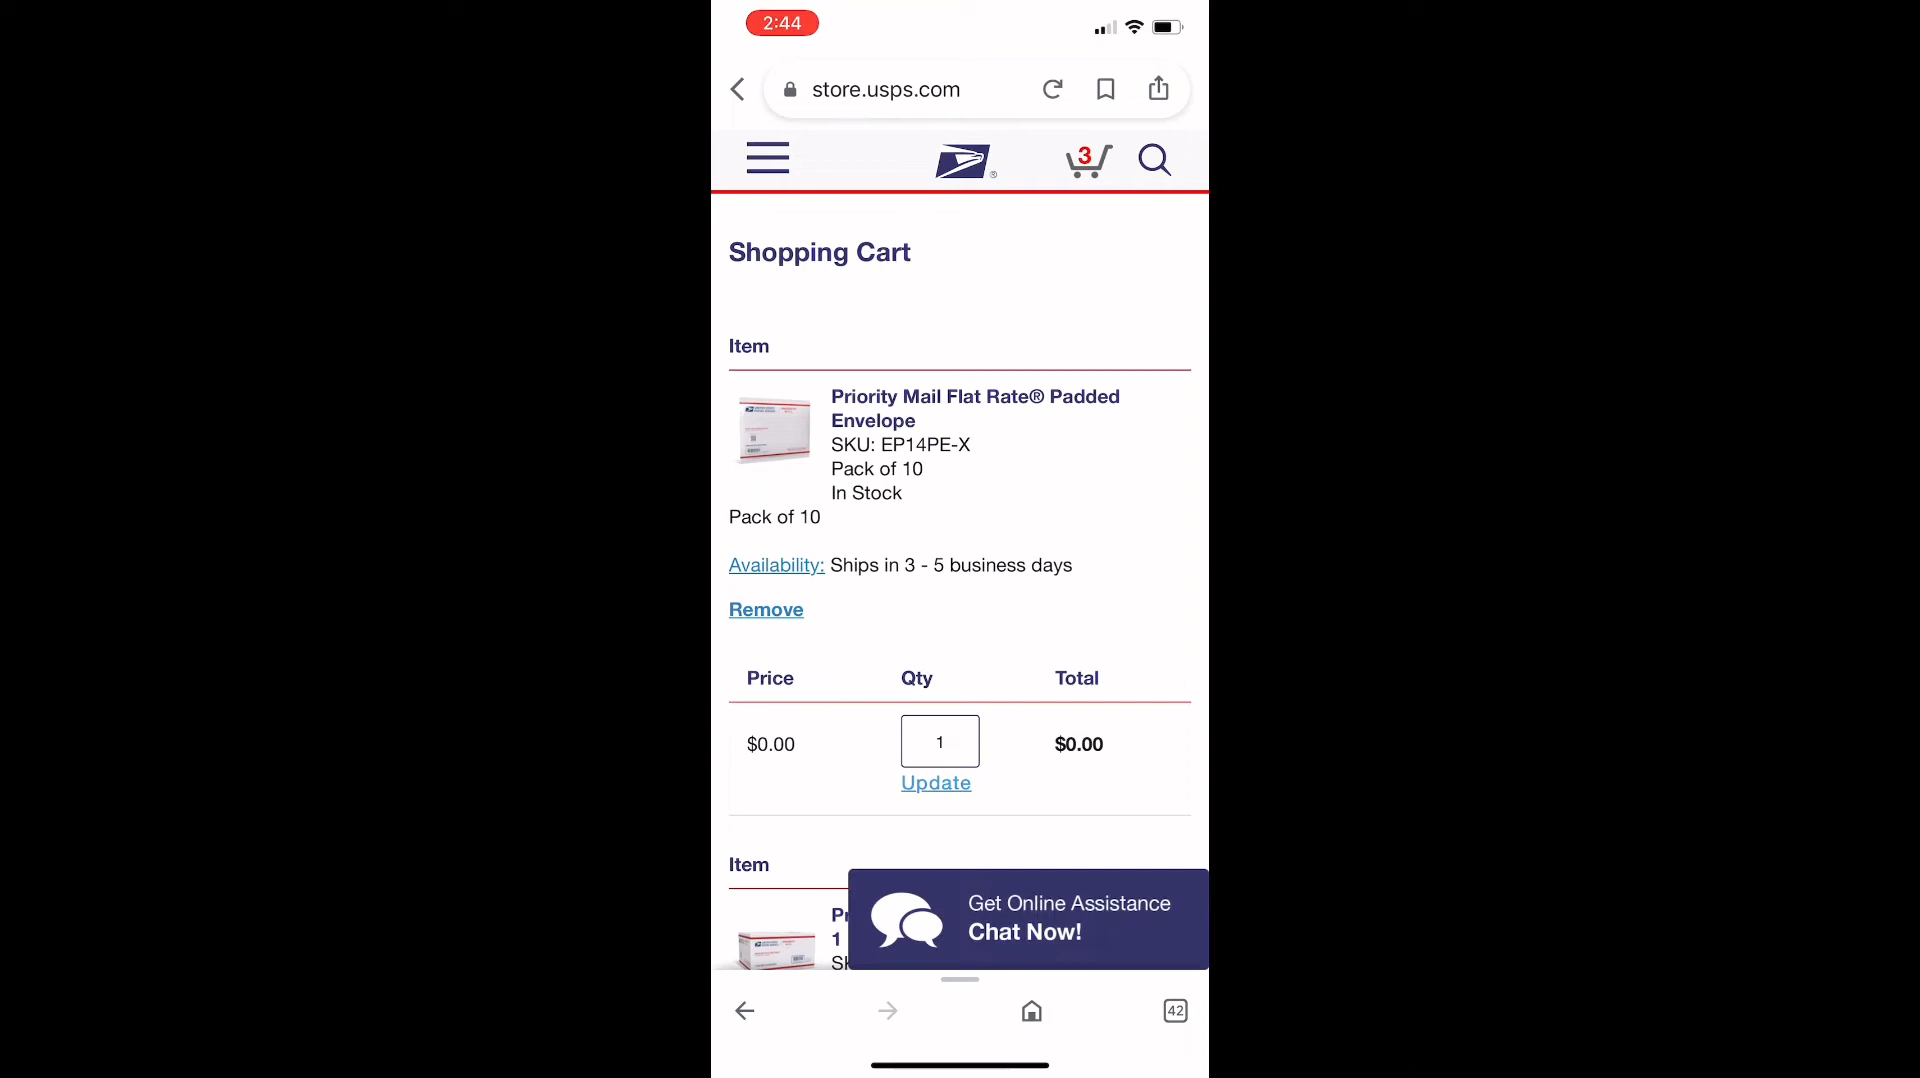 2:44
store.usps.com
3
Shopping Cart
Item
Priority Mail Flat Rate® Padded
Envelope
SKU: EP14PE-X
Pack of 10
In Stock
Pack of 10
Availability: Ships in 3 - 5 business days
Remove
Price Qty Total
$0.00 1 $0.00
Update
Item
1
Get Online Assistance
Chat Now!
42